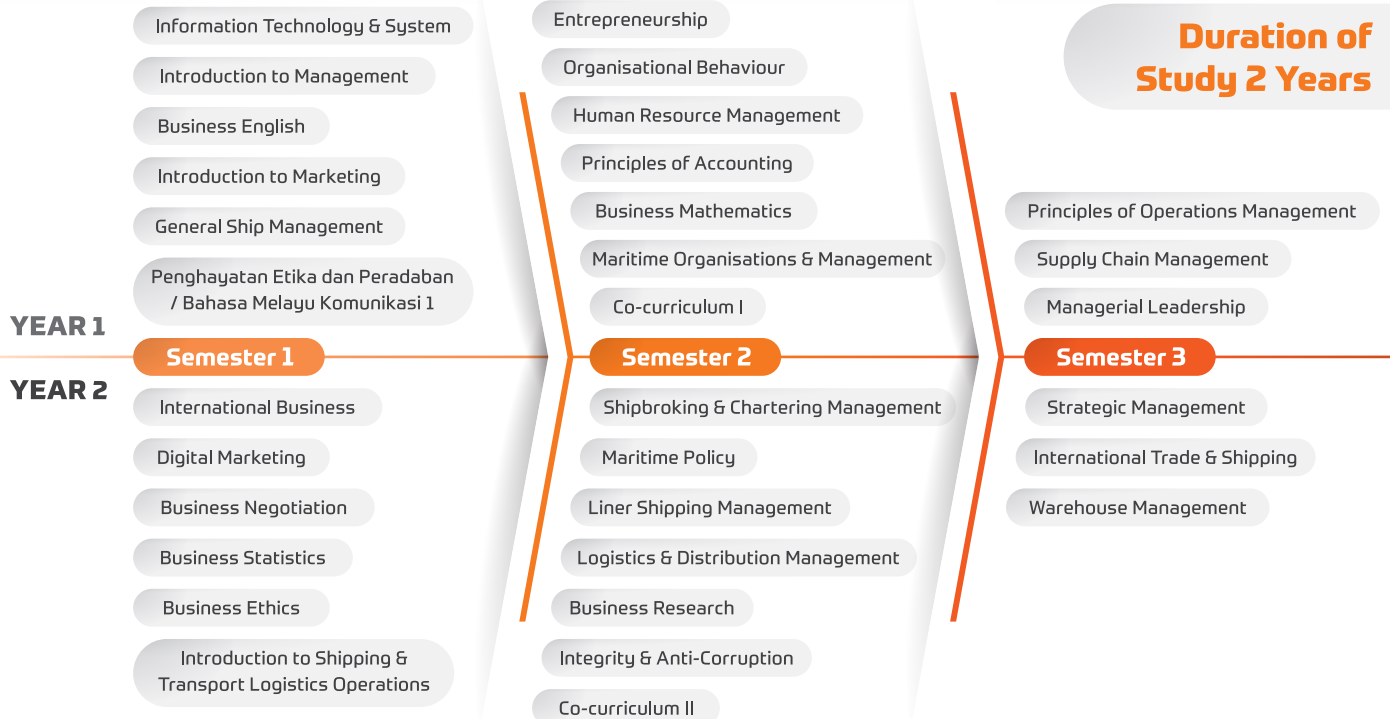 Information Technology & System
Introduction to Management
Business English
Introduction to Marketing
General Ship Management
Penghayatan Etika dan Peradaban
/ Bahasa Melayu Komunikasi 1
YEAR 1
Semester 1
YEAR 2
International Business
Digital Marketing
Business Negotiation
Business Statistics
Business Ethics
Introduction to Shipping &
Transport Logistics Operations
Entrepreneurship
Organisational Behaviour
Human Resource Management
Principles of Accounting
Business Mathematics
Maritime Organisations & Management
Co-curriculum I
Semester 2
Shipbroking & Chartering Management
Maritime Policy
Liner Shipping Management
Logistics & Distribution Management
Business Research
Integrity & Anti-Corruption
Co-curriculum II
Duration of
Study 2 Years
Principles of Operations Management
Supply Chain Management
Managerial Leadership
Semester 3
Strategic Management
International Trade & Shipping
Warehouse Management